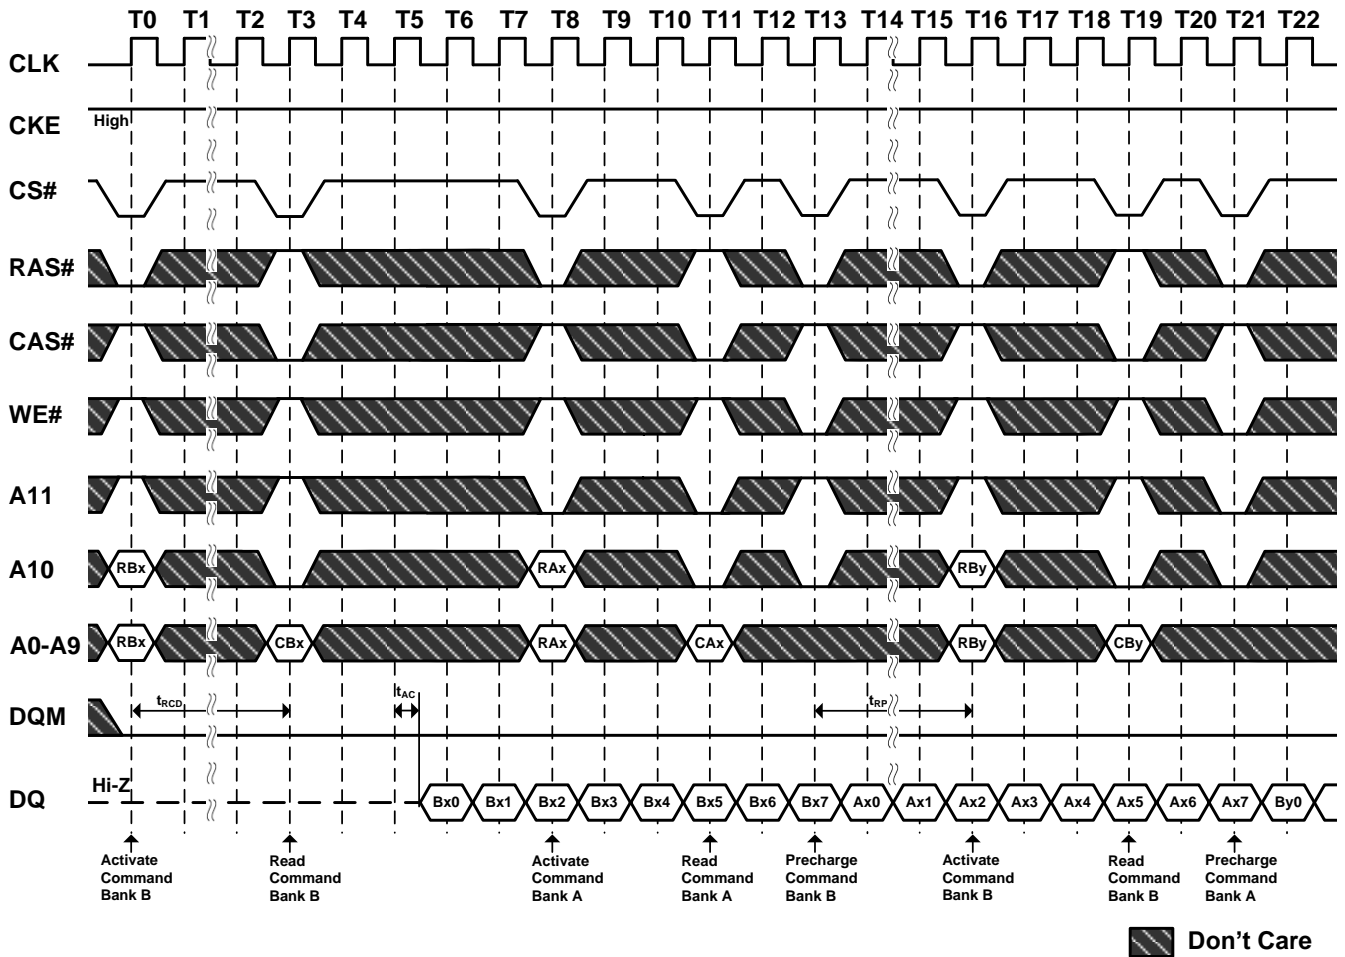 T0 T1 T2 T3 T4 T5 T6 T7 T8 T9 T10 T11 T12 T13 T14 T15 T16 T17 T18 T19 T20 T21 T22
CLK
CKE High
CS#
RAS#
CAS#
WE#
A11
A10 RBx RAx RBy
A0-A9 RBx CBx RAx CAx RBy CBy
DQM tRCD tAC tRP
DQ Hi-Z Bx0 Bx1 Bx2 Bx3 Bx4 Bx5 Bx6 Bx7 Ax0 Ax1 Ax2 Ax3 Ax4 Ax5 Ax6 Ax7 By0
Activate
Command
Bank B
Read
Command
Bank B
Activate
Command
Bank A
Read
Command
Bank A
Precharge
Command
Bank B
Activate
Command
Bank B
Read
Command
Bank B
Precharge
Command
Bank A
Don't Care